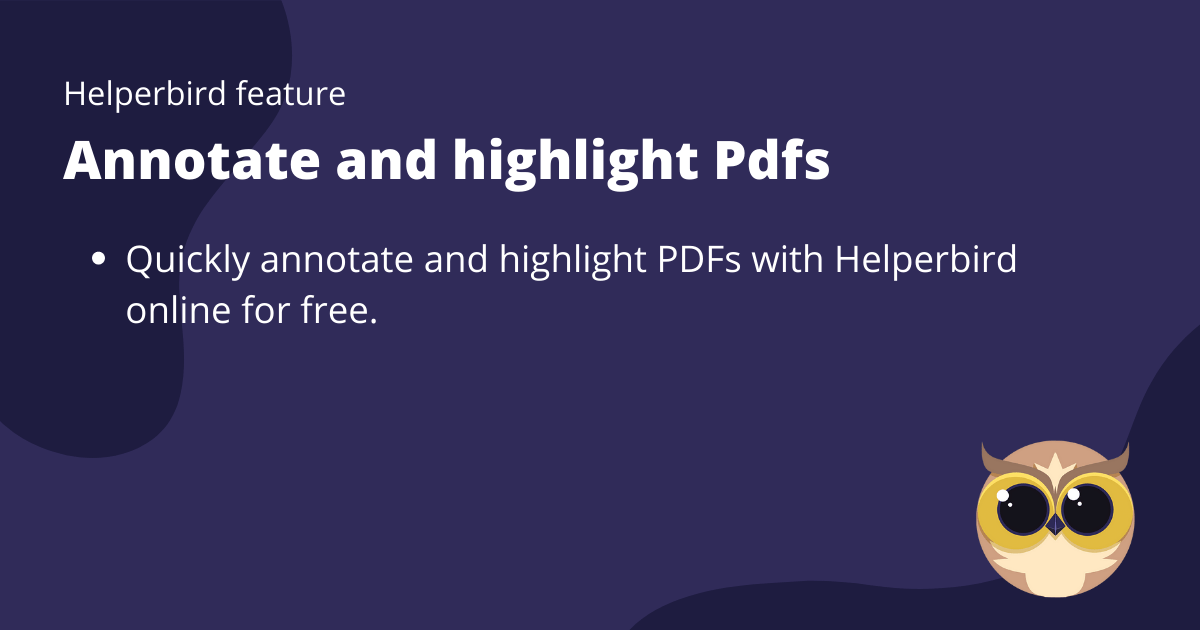 Helperbird feature
Annotate and highlight Pdfs
• Quickly annotate and highlight PDFs with Helperbird
online for free.